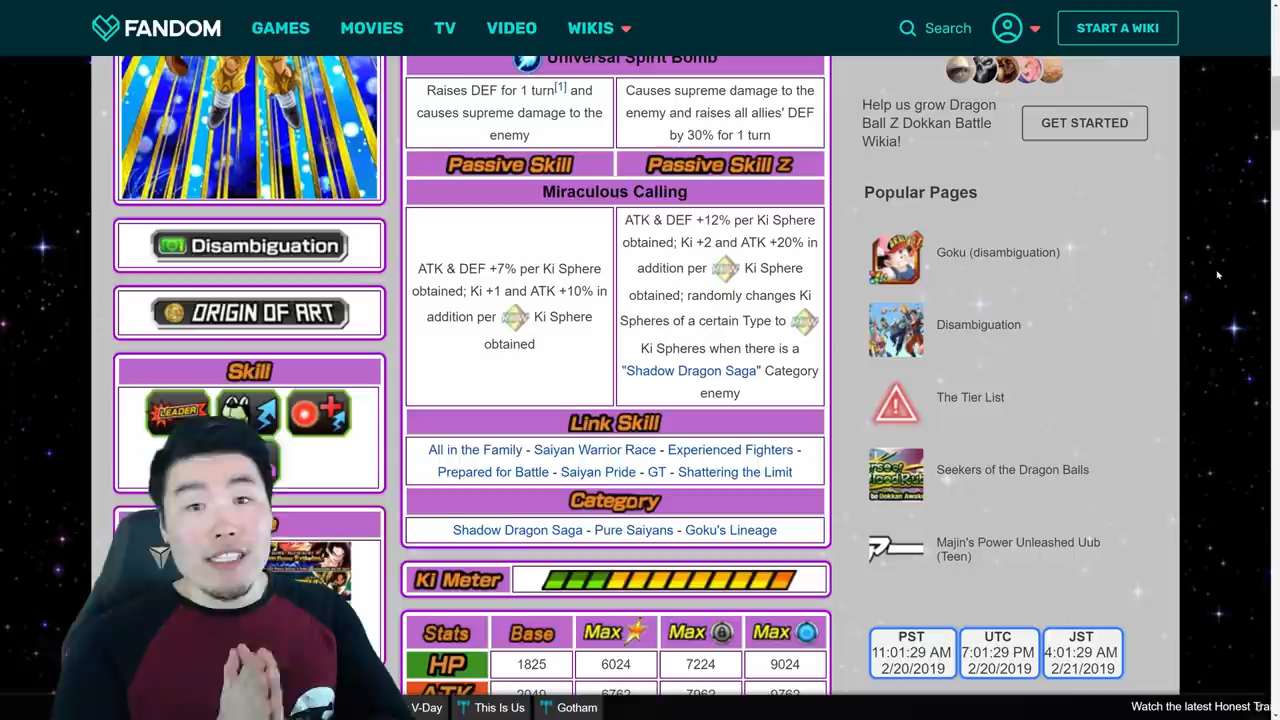 FANDOM
GAMES
MOVIES
TV
VIDEO
WIKIS
Search
START A WIKI
Universal Spirit Bomb
Raises DEF for 1 turn[1] and
causes supreme damage to the
enemy
Causes supreme damage to the
enemy and raises all allies' DEF
by 30% for 1 turn
Passive Skill
Passive Skill Z
Miraculous Calling
ATK & DEF +7% per Ki Sphere
obtained; Ki +1 and ATK +10% in
addition per Ki Sphere
obtained
ATK & DEF +12% per Ki Sphere
obtained; Ki +2 and ATK +20% in
addition per Ki Sphere
obtained; randomly changes Ki
Spheres of a certain Type to
Ki Spheres when there is a
"Shadow Dragon Saga" Category
enemy
Link Skill
All in the Family - Saiyan Warrior Race - Experienced Fighters -
Prepared for Battle - Saiyan Pride - GT - Shattering the Limit
Category
Shadow Dragon Saga - Pure Saiyans - Goku's Lineage
Ki Meter
Stats Base Max Max Max
HP 1825 6024 7224 9024
ATK 2049 6762 7962 9762
Disambiguation
ORIGIN OF ART
Skill
LEADER
Help us grow Dragon
Ball Z Dokkan Battle
Wikia!
GET STARTED
Popular Pages
Goku (disambiguation)
Disambiguation
The Tier List
Seekers of the Dragon Balls
Majin's Power Unleashed Uub
(Teen)
PST
11:01:29 AM
2/20/2019
UTC
7:01:29 PM
2/20/2019
JST
4:01:29 AM
2/21/2019
V-Day
This Is Us
Gotham
Watch the latest Honest Tra